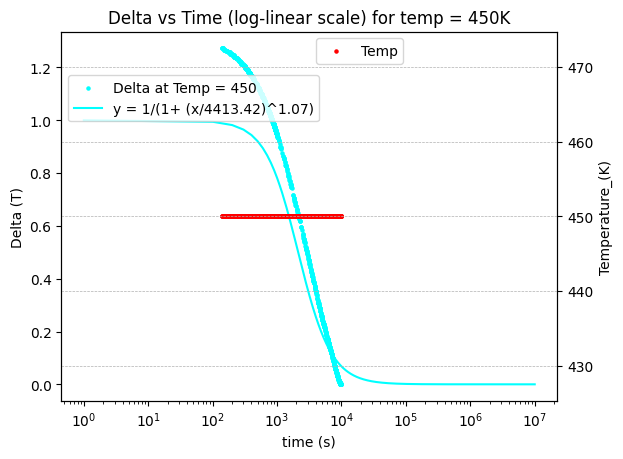 Delta vs Time (log-linear scale) for temp = 450K
Temp
Delta at Temp = 450
y = 1/(1+ (x/4413.42)^1.07)
Delta (T)
1.2
1.0
0.8
0.6
0.4
0.2
0.0
470
460
450
440
430
Temperature_(K)
10^0 10^1 10^2 10^3 10^4 10^5 10^6 10^7
time (s)